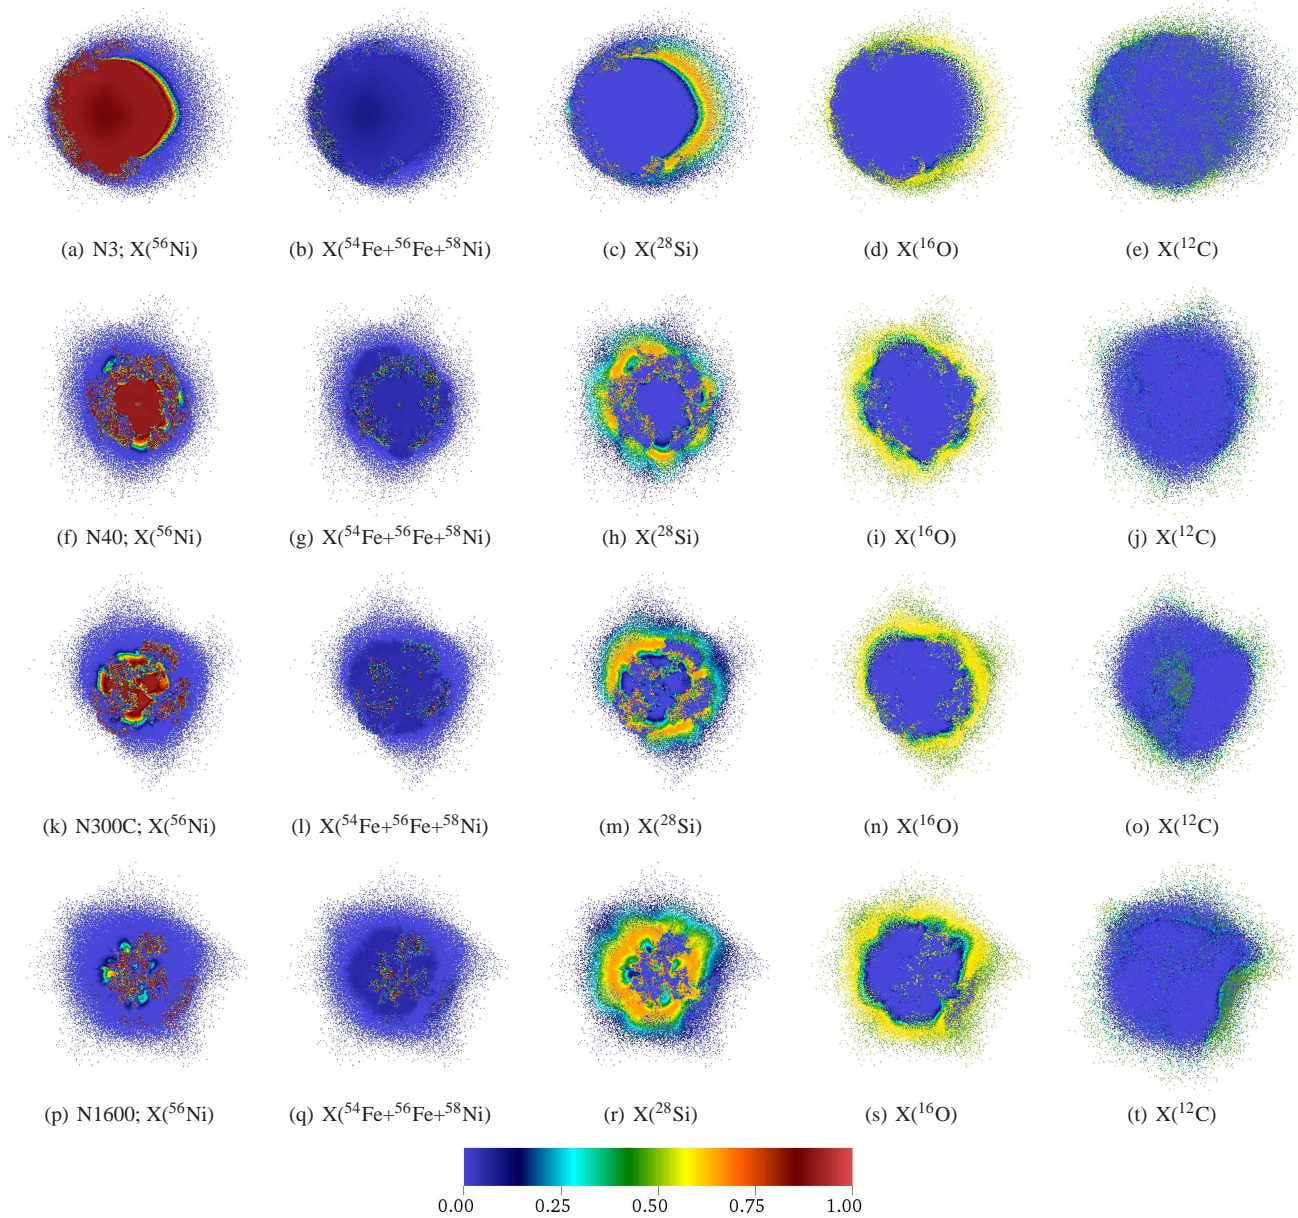 (a) N3; X(⁵⁶Ni) (b) X(⁵⁴Fe+⁵⁶Fe+⁵⁸Ni) (c) X(²⁸Si) (d) X(¹⁶O) (e) X(¹²C)
(f) N40; X(⁵⁶Ni) (g) X(⁵⁴Fe+⁵⁶Fe+⁵⁸Ni) (h) X(²⁸Si) (i) X(¹⁶O) (j) X(¹²C)
(k) N300C; X(⁵⁶Ni) (l) X(⁵⁴Fe+⁵⁶Fe+⁵⁸Ni) (m) X(²⁸Si) (n) X(¹⁶O) (o) X(¹²C)
(p) N1600; X(⁵⁶Ni) (q) X(⁵⁴Fe+⁵⁶Fe+⁵⁸Ni) (r) X(²⁸Si) (s) X(¹⁶O) (t) X(¹²C)
0.00 0.25 0.50 0.75 1.00